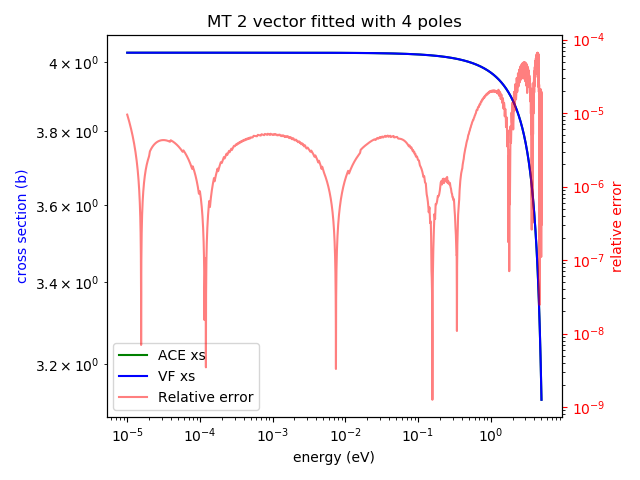 MT 2 vector fitted with 4 poles
4 × 10⁰
3.8 × 10⁰
3.6 × 10⁰
3.4 × 10⁰
3.2 × 10⁰
cross section (b)
10⁻⁴
10⁻⁵
10⁻⁶
10⁻⁷
10⁻⁸
10⁻⁹
relative error
ACE xs
VF xs
Relative error
10⁻⁵ 10⁻⁴ 10⁻³ 10⁻² 10⁻¹ 10⁰
energy (eV)